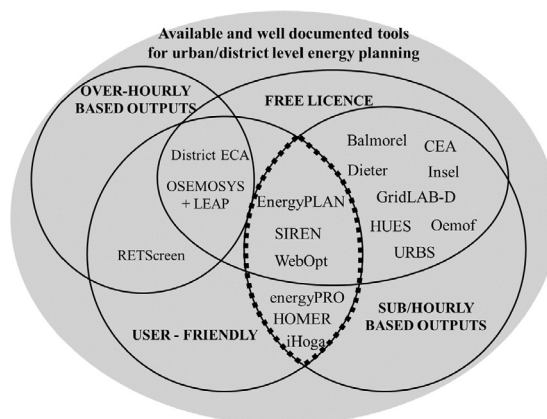 Available and well documented tools
for urban/district level energy planning
OVER-HOURLY
BASED OUTPUTS
FREE LICENCE
Balmorel
CEA
District ECA
Dieter
Insel
OSEMOSYS
+ LEAP
EnergyPLAN
GridLAB-D
SIREN
HUES
Oemof
RETScreen
WebOpt
URBS
energyPRO
HOMER
iHoga
USER - FRIENDLY
SUB/HOURLY
BASED OUTPUTS